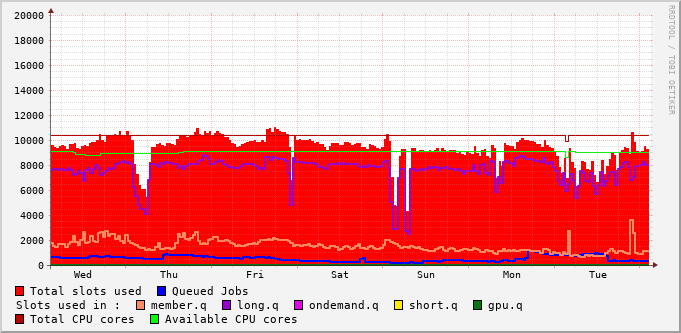 RRDTOOL / TOBI OETIKER
20000
18000
16000
14000
12000
10000
8000
6000
4000
2000
0
Wed Thu Fri Sat Sun Mon Tue
Total slots used Queued Jobs
Slots used in : member.q long.q ondemand.q short.q gpu.q
Total CPU cores Available CPU cores